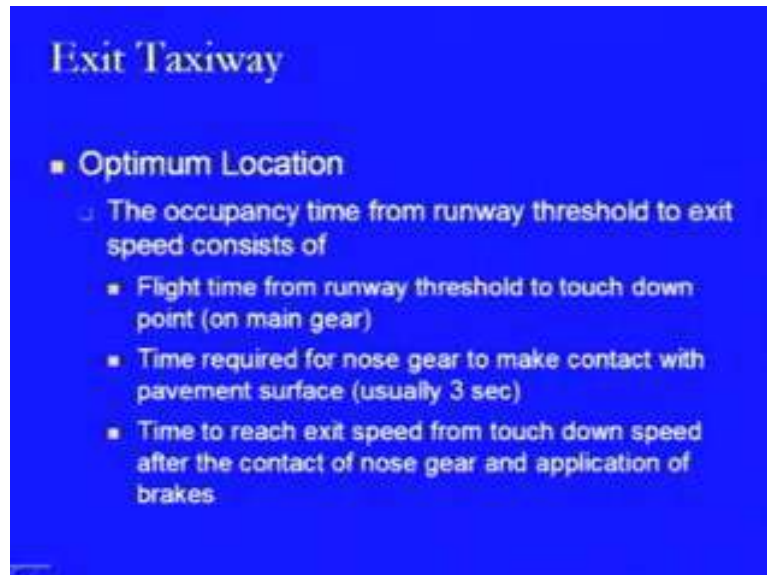 Exit Taxiway
Optimum Location
The occupancy time from runway threshold to exit
speed consists of
Flight time from runway threshold to touch down
point (on main gear)
Time required for nose gear to make contact with
pavement surface (usually 3 sec)
Time to reach exit speed from touch down speed
after the contact of nose gear and application of
brakes